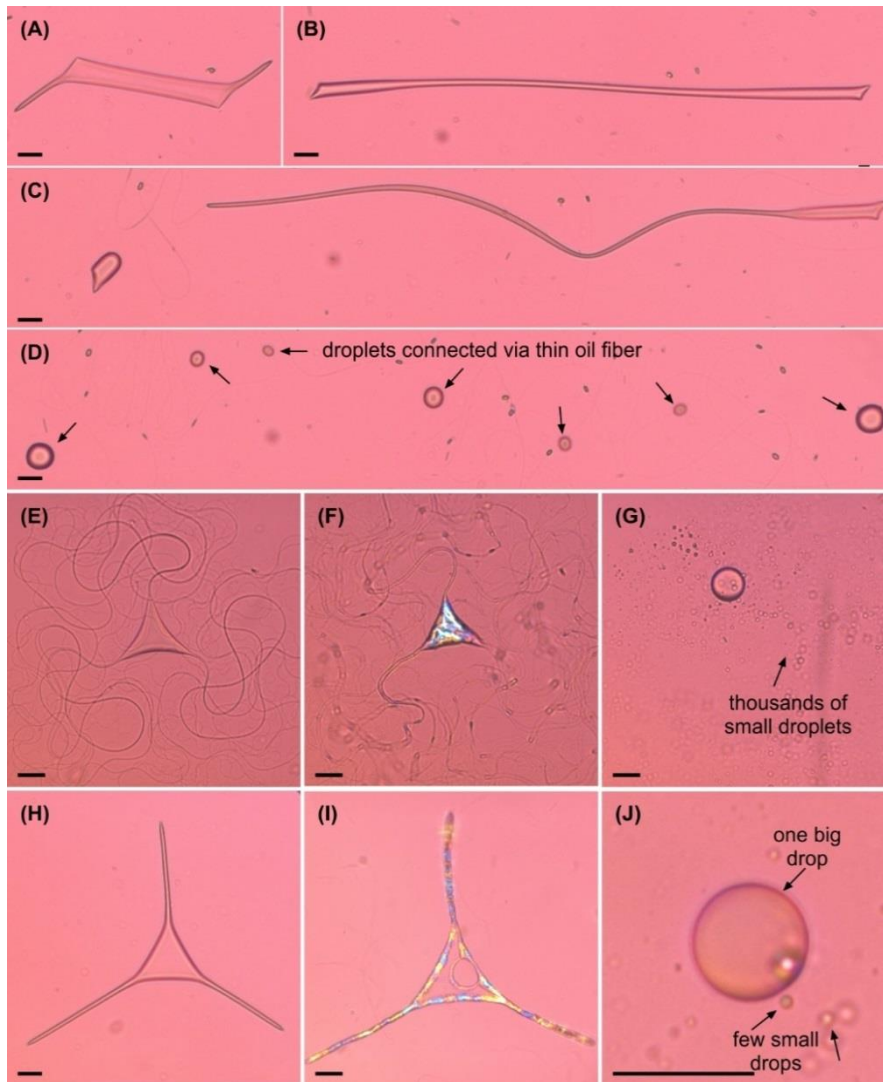 (A)
(B)
(C)
(D)
droplets connected via thin oil fiber
(E)
(F)
(G)
thousands of
small droplets
(H)
(I)
(J)
one big
drop
few small
drops